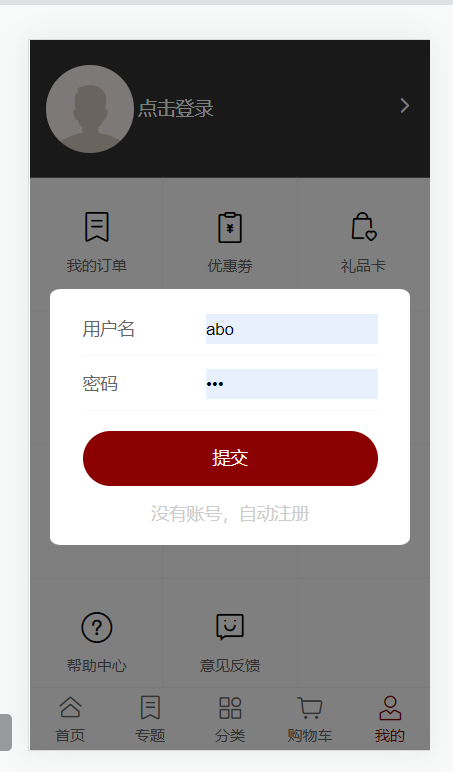 点击登录
我的订单
优惠券
礼品卡
用户名
abo
密码
•••
提交
没有账号，自动注册
帮助中心
意见反馈
首页
专题
分类
购物车
我的